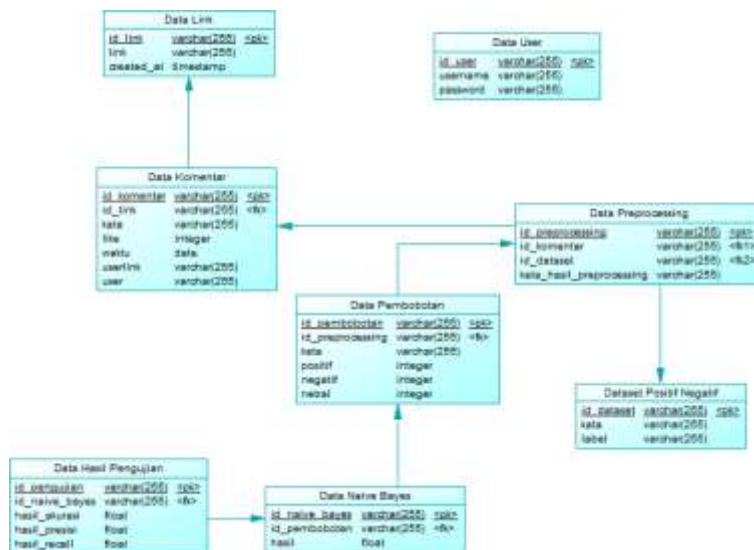 Data Link
id_link varchar(255) <pk>
link varchar(255)
created_at timestamp
Data User
id_user varchar(255) <pk>
username varchar(255)
password varchar(255)
Data Komentar
id_komentar varchar(255) <pk>
id_link varchar(255) <fk>
kata varchar(255)
like integer
waktu date
userlink varchar(255)
user varchar(255)
Data Preprocessing
id_preprocessing varchar(255) <pk>
id_komentar varchar(255) <fk1>
id_dataset varchar(255) <fk2>
kata_hasil_preprocessing varchar(255)
Data Pembobotan
id_pembobotan varchar(255) <pk>
id_preprocessing varchar(255) <fk>
kata varchar(255)
positif integer
negatif integer
integer
Dataset Positif Negatif
id_dataset varchar(255) <pk>
kata varchar(255)
label varchar(255)
Data Hasil Pengujian
id_pengujian varchar(255) <pk>
id_naive_bayes varchar(255) <fk>
hasil_akurasi float
hasil_presisi float
hasil_recall float
Data Naive Bayes
id_naive_bayes varchar(255) <pk>
id_pembobotan varchar(255) <fk>
hasil float